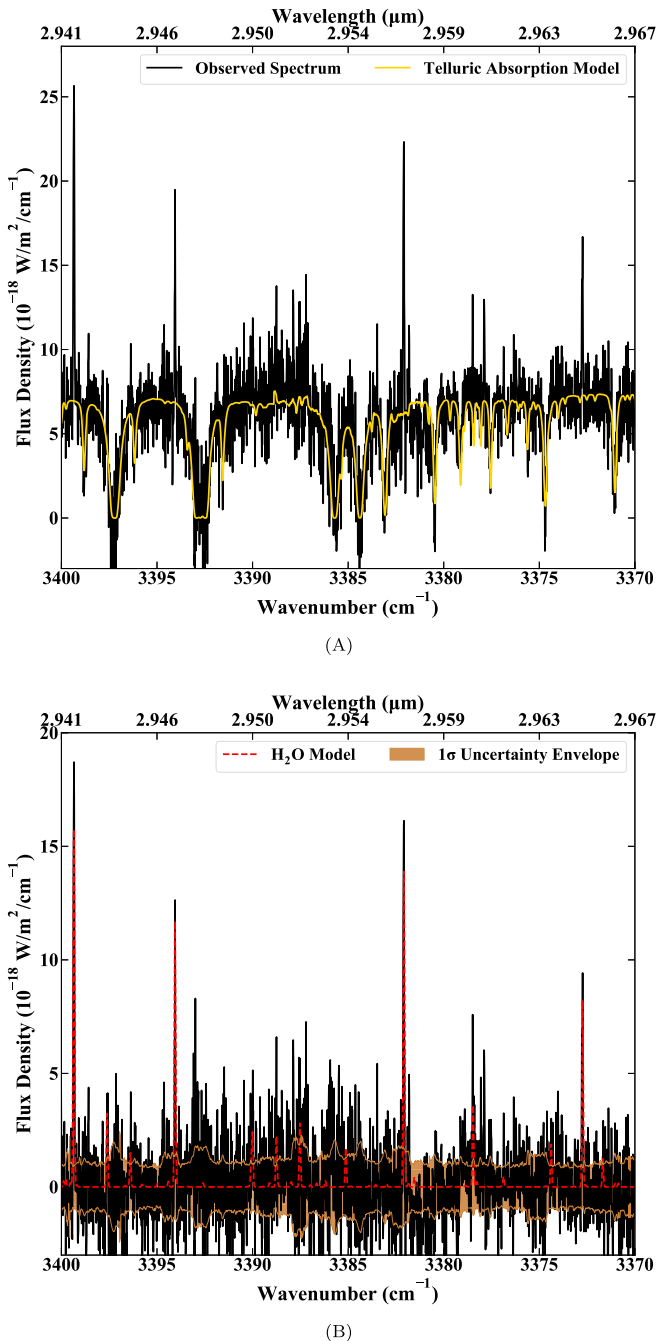 Wavelength (μm)
2.941 2.946 2.950 2.954 2.959 2.963 2.967
Observed Spectrum Telluric Absorption Model
25
20
15
10
5
0
Flux Density (10⁻¹⁸ W/m²/cm⁻¹)
3400 3395 3390 3385 3380 3375 3370
Wavenumber (cm⁻¹)
(A)
Wavelength (μm)
2.941 2.946 2.950 2.954 2.959 2.963 2.967
20
H₂O Model 1σ Uncertainty Envelope
15
10
5
0
Flux Density (10⁻¹⁸ W/m²/cm⁻¹)
3400 3395 3390 3385 3380 3375 3370
Wavenumber (cm⁻¹)
(B)